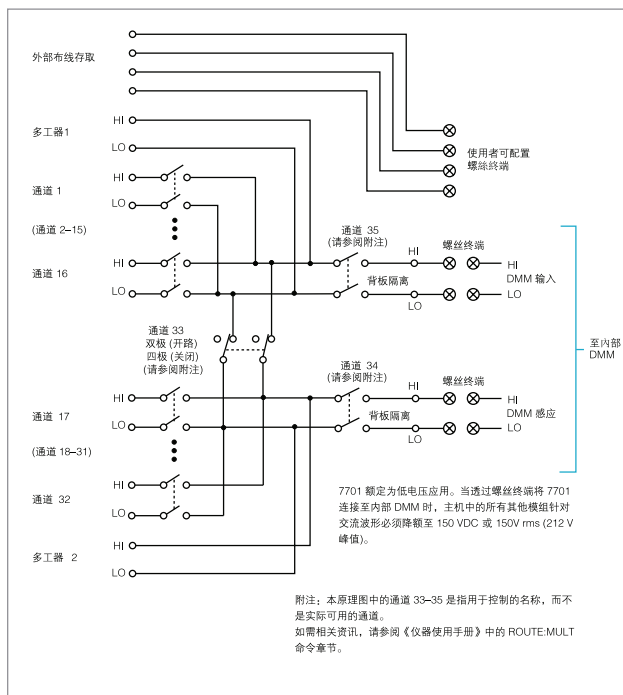 外部布线存取
多工器1
HI
LO
使用者可配置
螺丝终端
通道 1
HI
LO
(通道 2–15)
通道 16
HI
LO
通道 35
(请参阅附注)
背板隔离
HI
LO
螺丝终端
HI
DMM 输入
LO
通道 33
双极 (开路)
四极 (关闭)
(请参阅附注)
至内部
DMM
通道 34
(请参阅附注)
背板隔离
HI
LO
螺丝终端
HI
DMM 感应
LO
通道 17
HI
LO
(通道 18–31)
通道 32
HI
LO
多工器 2
HI
LO
7701 额定为低电压应用。当透过螺丝终端将 7701
连接至内部 DMM 时，主机中的所有其他模组针对
交流波形必须降额至 150 VDC 或 150V rms (212 V
峰值)。
附注：本原理图中的通道 33–35 是指用于控制的名称，而不
是实际可用的通道。
如需相关资讯，请参阅《仪器使用手册》中的 ROUTE:MULT
命令章节。